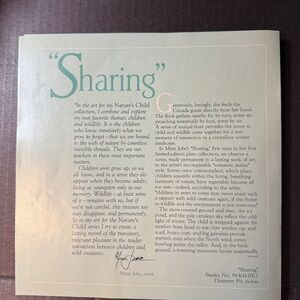 "Sharing"
"In the art for my Nature's Child
collection, I combine and explore
my two favorite themes: children
and wildlife. It is the children
who know intuitively what we
grow to forget - that we are bound
in the web of nature by countless
invisible threads. They are our
teachers in these most important
matters.
Children soon grow up, as we
all know, and in a sense they dis-
appear when they become adults,
living as youngsters only in our
memory. Wildlife - at least some
of it - remains with us, but if
we're not careful, this treasure too
may disappear, and permanently.
So in my art for the Nature's
Child series I try to create a
lasting novel of the transitory,
poignant pleasure in the tender
interaction between children and
wild creatures.
Mimi Jobe, artist
Generously, lovingly, she feeds the
Canada goose directly from her hand.
The flock gathers nearby for its turn, some ap-
proaching tentatively by foot, some by air.
A sense of mutual trust pervades the scene as
child and wildlife come together for a rare
moment of interaction in a crystalline winter
landscape.
In Mimi Jobe's "Sharing," first issue in her first
limited-edition plate collection, we observe a
scene, made permanent in a lasting work of art,
in the artist's incomparable "romantic realist"
style. Scenes once commonplace, which place
children squarely within the living, breathing
harmony of nature, have regrettably become all
too rare - indeed, according to the artist,
"children in years to come may never enjoy such
a rapport with wild creatures again, if the threat
to wildlife and the environment is not overcome."
The snow-covered ground and trees, the icy
pond, and the pale cerulean sky reflect the cold
light of winter. The child is wrapped against the
weather from head to toe - her woolen cap and
scarf, heavy coat, and leg gaiters provide
warmth even when the North wind comes
howling across the valley. And, in the back-
ground, a towering mountain looms majestically
"Sharing"
Bradex No. 84-
Diameter: 8½ inches